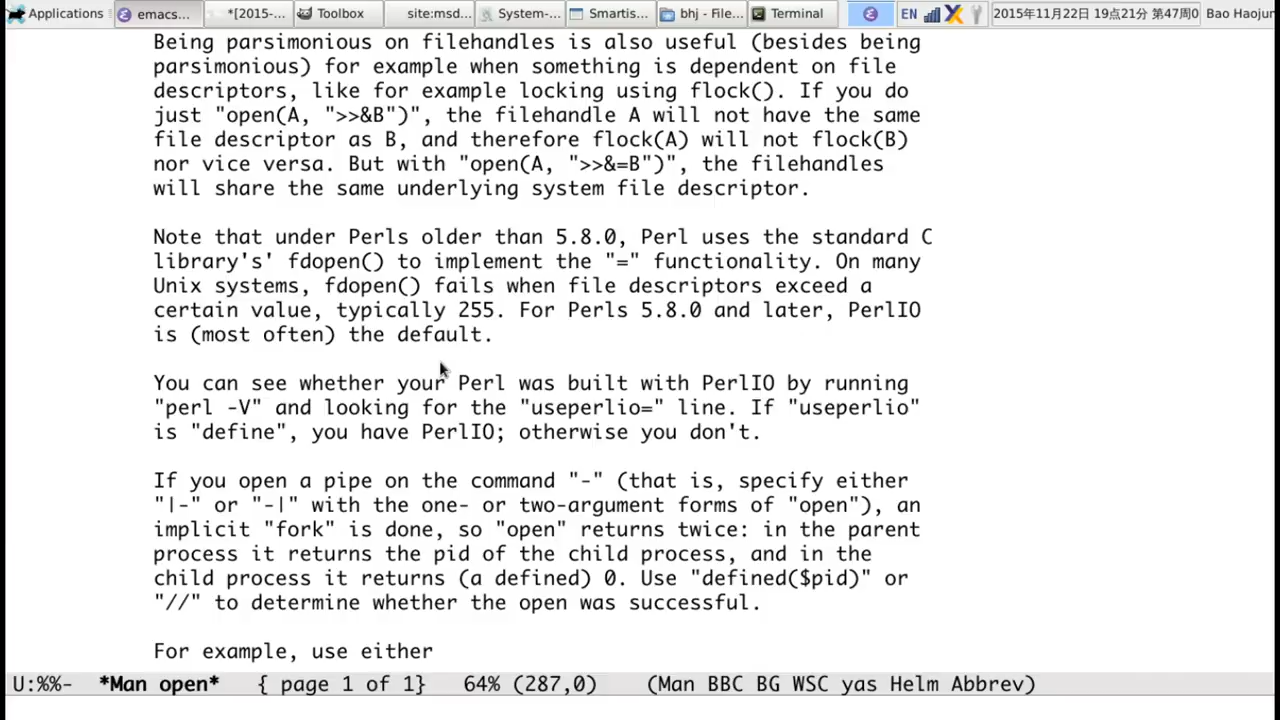 Applications emacs... *[2015-... Toolbox site:msd... System-... Smartis... bhj - File... Terminal EN 2015年11月22日 19点21分 第47周0 Bao Haojun
Being parsimonious on filehandles is also useful (besides being
parsimonious) for example when something is dependent on file
descriptors, like for example locking using flock(). If you do
just "open(A, ">>&B")", the filehandle A will not have the same
file descriptor as B, and therefore flock(A) will not flock(B)
nor vice versa. But with "open(A, ">>&=B")", the filehandles
will share the same underlying system file descriptor.
Note that under Perls older than 5.8.0, Perl uses the standard C
library's' fdopen() to implement the "=" functionality. On many
Unix systems, fdopen() fails when file descriptors exceed a
certain value, typically 255. For Perls 5.8.0 and later, PerlIO
is (most often) the default.
You can see whether your Perl was built with PerlIO by running
"perl -V" and looking for the "useperlio=" line. If "useperlio"
is "define", you have PerlIO; otherwise you don't.
If you open a pipe on the command "-" (that is, specify either
"|-" or "-|" with the one- or two-argument forms of "open"), an
implicit "fork" is done, so "open" returns twice: in the parent
process it returns the pid of the child process, and in the
child process it returns (a defined) 0. Use "defined($pid)" or
"//" to determine whether the open was successful.
For example, use either
U:%%- *Man open* { page 1 of 1} 64% (287,0) (Man BBC BG WSC yas Helm Abbrev)